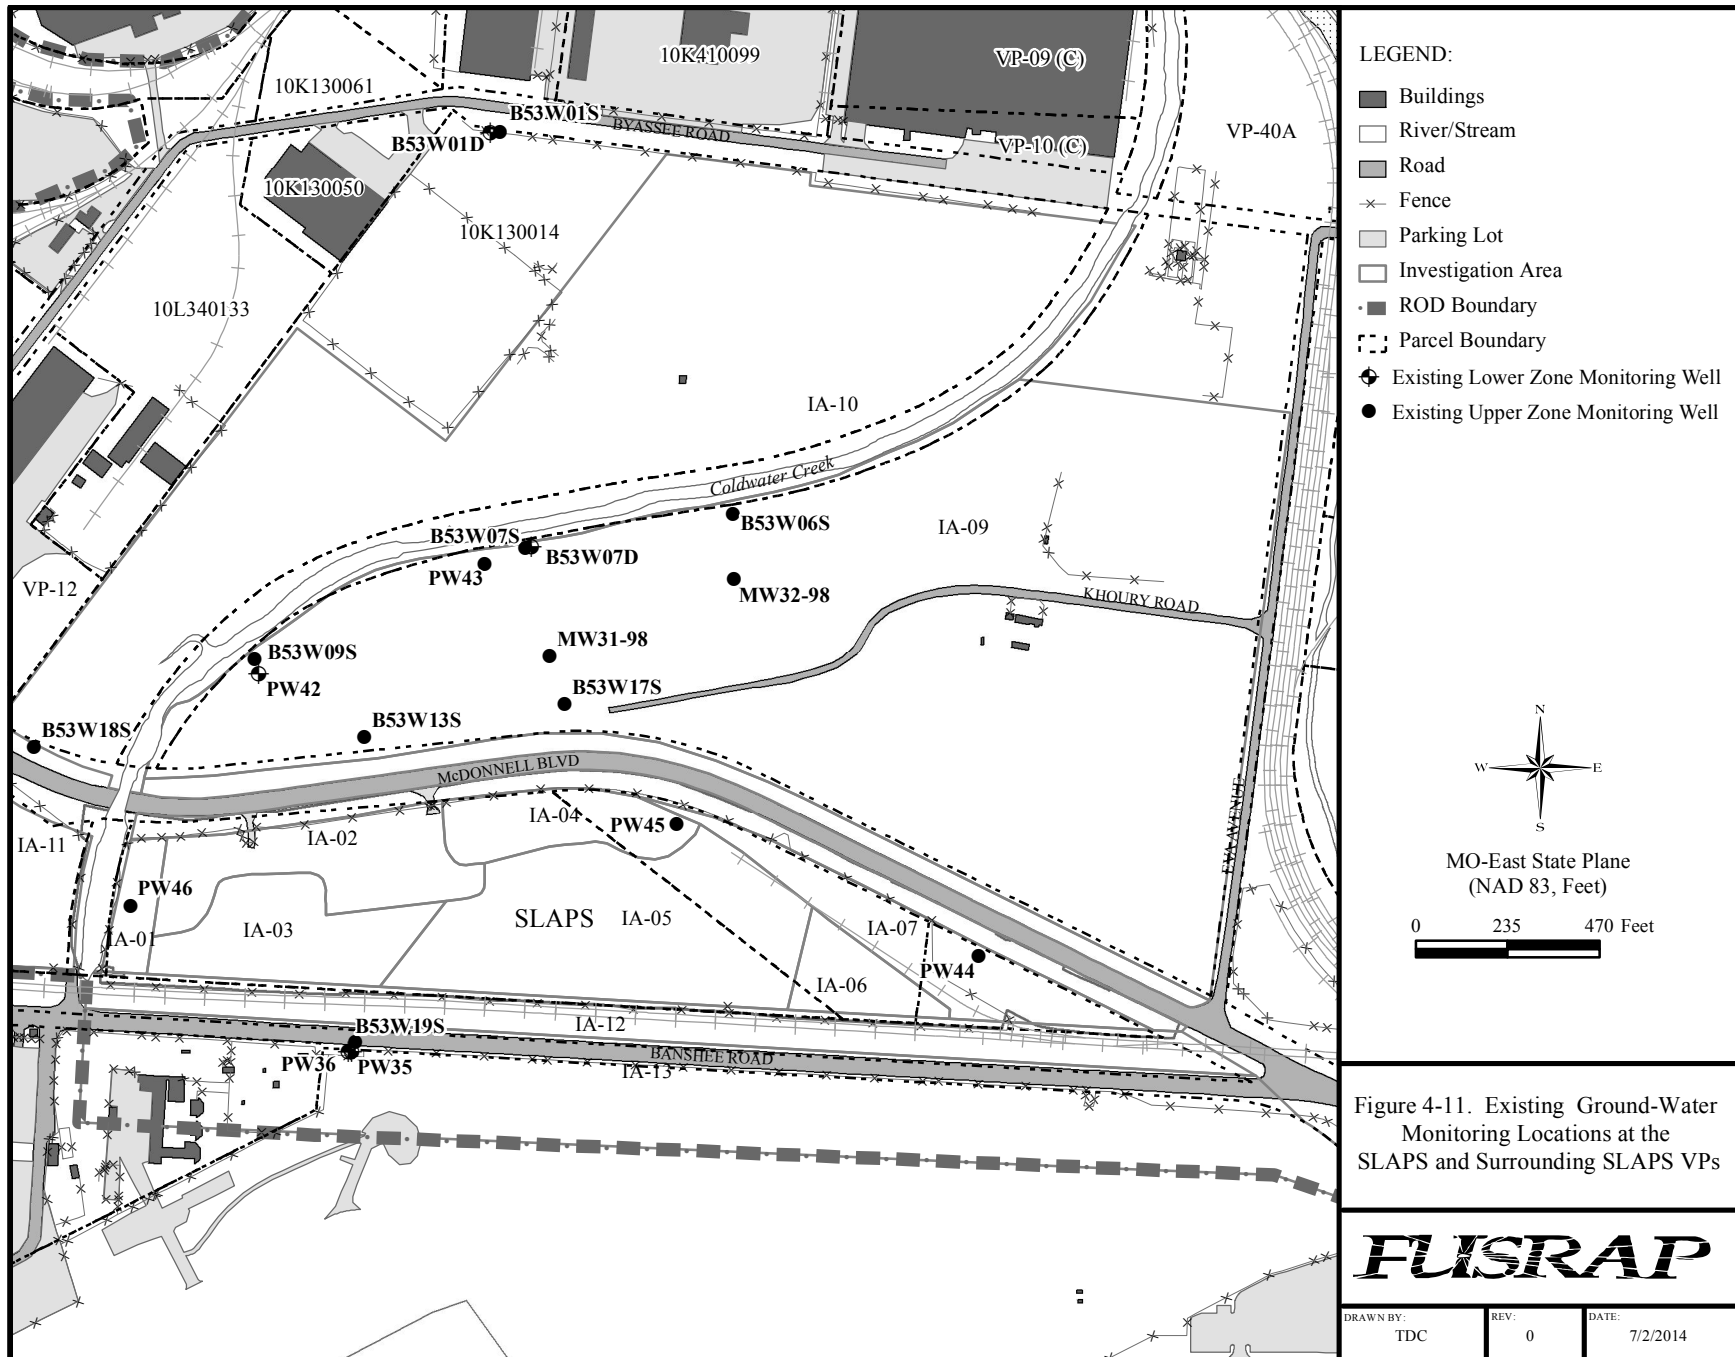 10K410099
VP-09 (C)
10K130061
B53W01S
BYASSEE ROAD
B53W01D
VP-10 (C)
VP-40A
10K130050
10K130014
10L340133
IA-10
Coldwater Creek
B53W06S
IA-09
B53W07S
B53W07D
PW43
MW32-98
VP-12
KHOURY ROAD
MW31-98
B53W09S
PW42
B53W17S
B53W18S
B53W13S
McDONNELL BLVD
EVA AVENUE
IA-11
IA-02
IA-04
PW45
PW46
IA-01
IA-03
SLAPS
IA-05
IA-07
PW44
IA-06
B53W19S
IA-12
PW36
PW35
BANSHEE ROAD
IA-13
LEGEND:
Buildings
River/Stream
Road
Fence
Parking Lot
Investigation Area
ROD Boundary
Parcel Boundary
Existing Lower Zone Monitoring Well
Existing Upper Zone Monitoring Well
N
W E
S
MO-East State Plane
(NAD 83, Feet)
0 235 470 Feet
Figure 4-11. Existing Ground-Water
Monitoring Locations at the
SLAPS and Surrounding SLAPS VPs
FUSRAP
DRAWN BY: REV: DATE:
TDC 0 7/2/2014